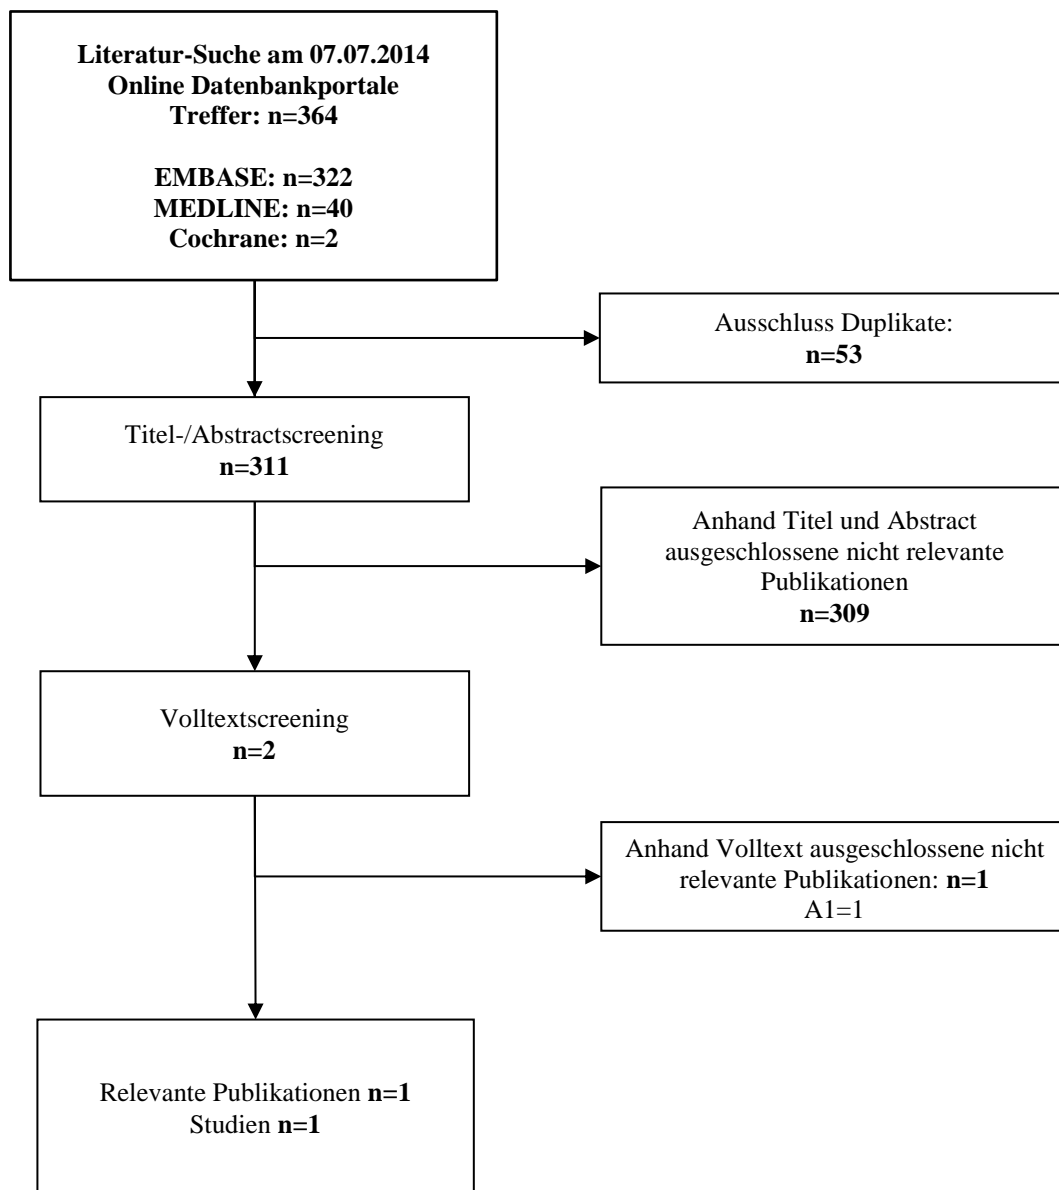 Literatur-Suche am 07.07.2014
Online Datenbankportale
Treffer: n=364
EMBASE: n=322
MEDLINE: n=40
Cochrane: n=2
Ausschluss Duplikate:
n=53
Titel-/Abstractscreening
n=311
Anhand Titel und Abstract
ausgeschlossene nicht relevante
Publikationen
n=309
Volltextscreening
n=2
Anhand Volltext ausgeschlossene nicht
relevante Publikationen: n=1
A1=1
Relevante Publikationen n=1
Studien n=1